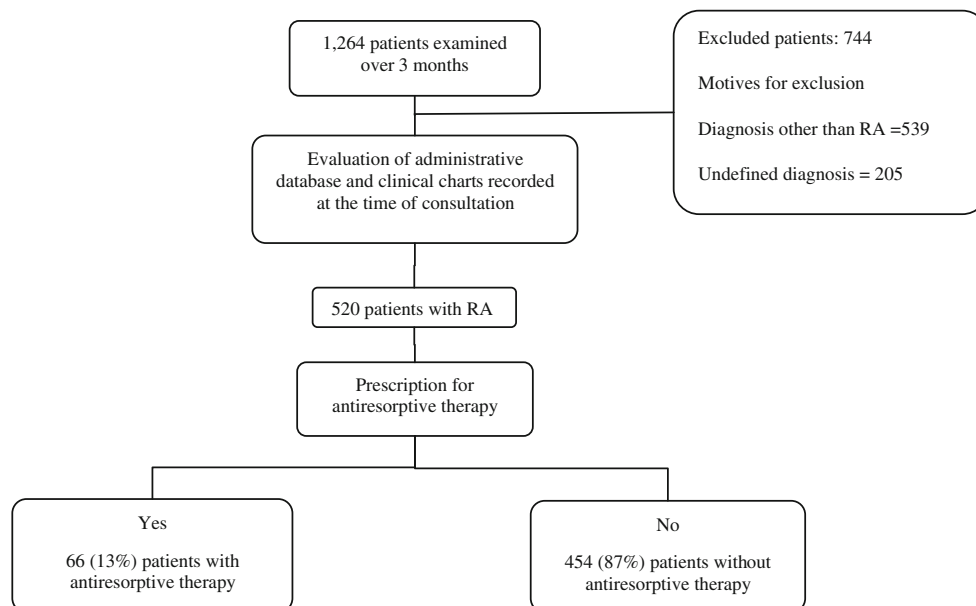 1,264 patients examined
over 3 months
Excluded patients: 744
Motives for exclusion
Diagnosis other than RA =539
Undefined diagnosis = 205
Evaluation of administrative
database and clinical charts recorded
at the time of consultation
520 patients with RA
Prescription for
antiresorptive therapy
Yes
66 (13%) patients with
antiresorptive therapy
No
454 (87%) patients without
antiresorptive therapy